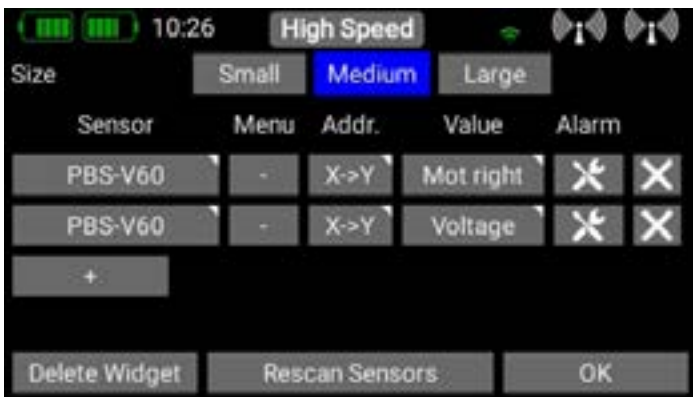 10:26 High Speed
Size Small Medium Large
Sensor Menu Addr. Value Alarm
PBS-V60 - X->Y Mot right
PBS-V60 - X->Y Voltage
+
Delete Widget Rescan Sensors OK